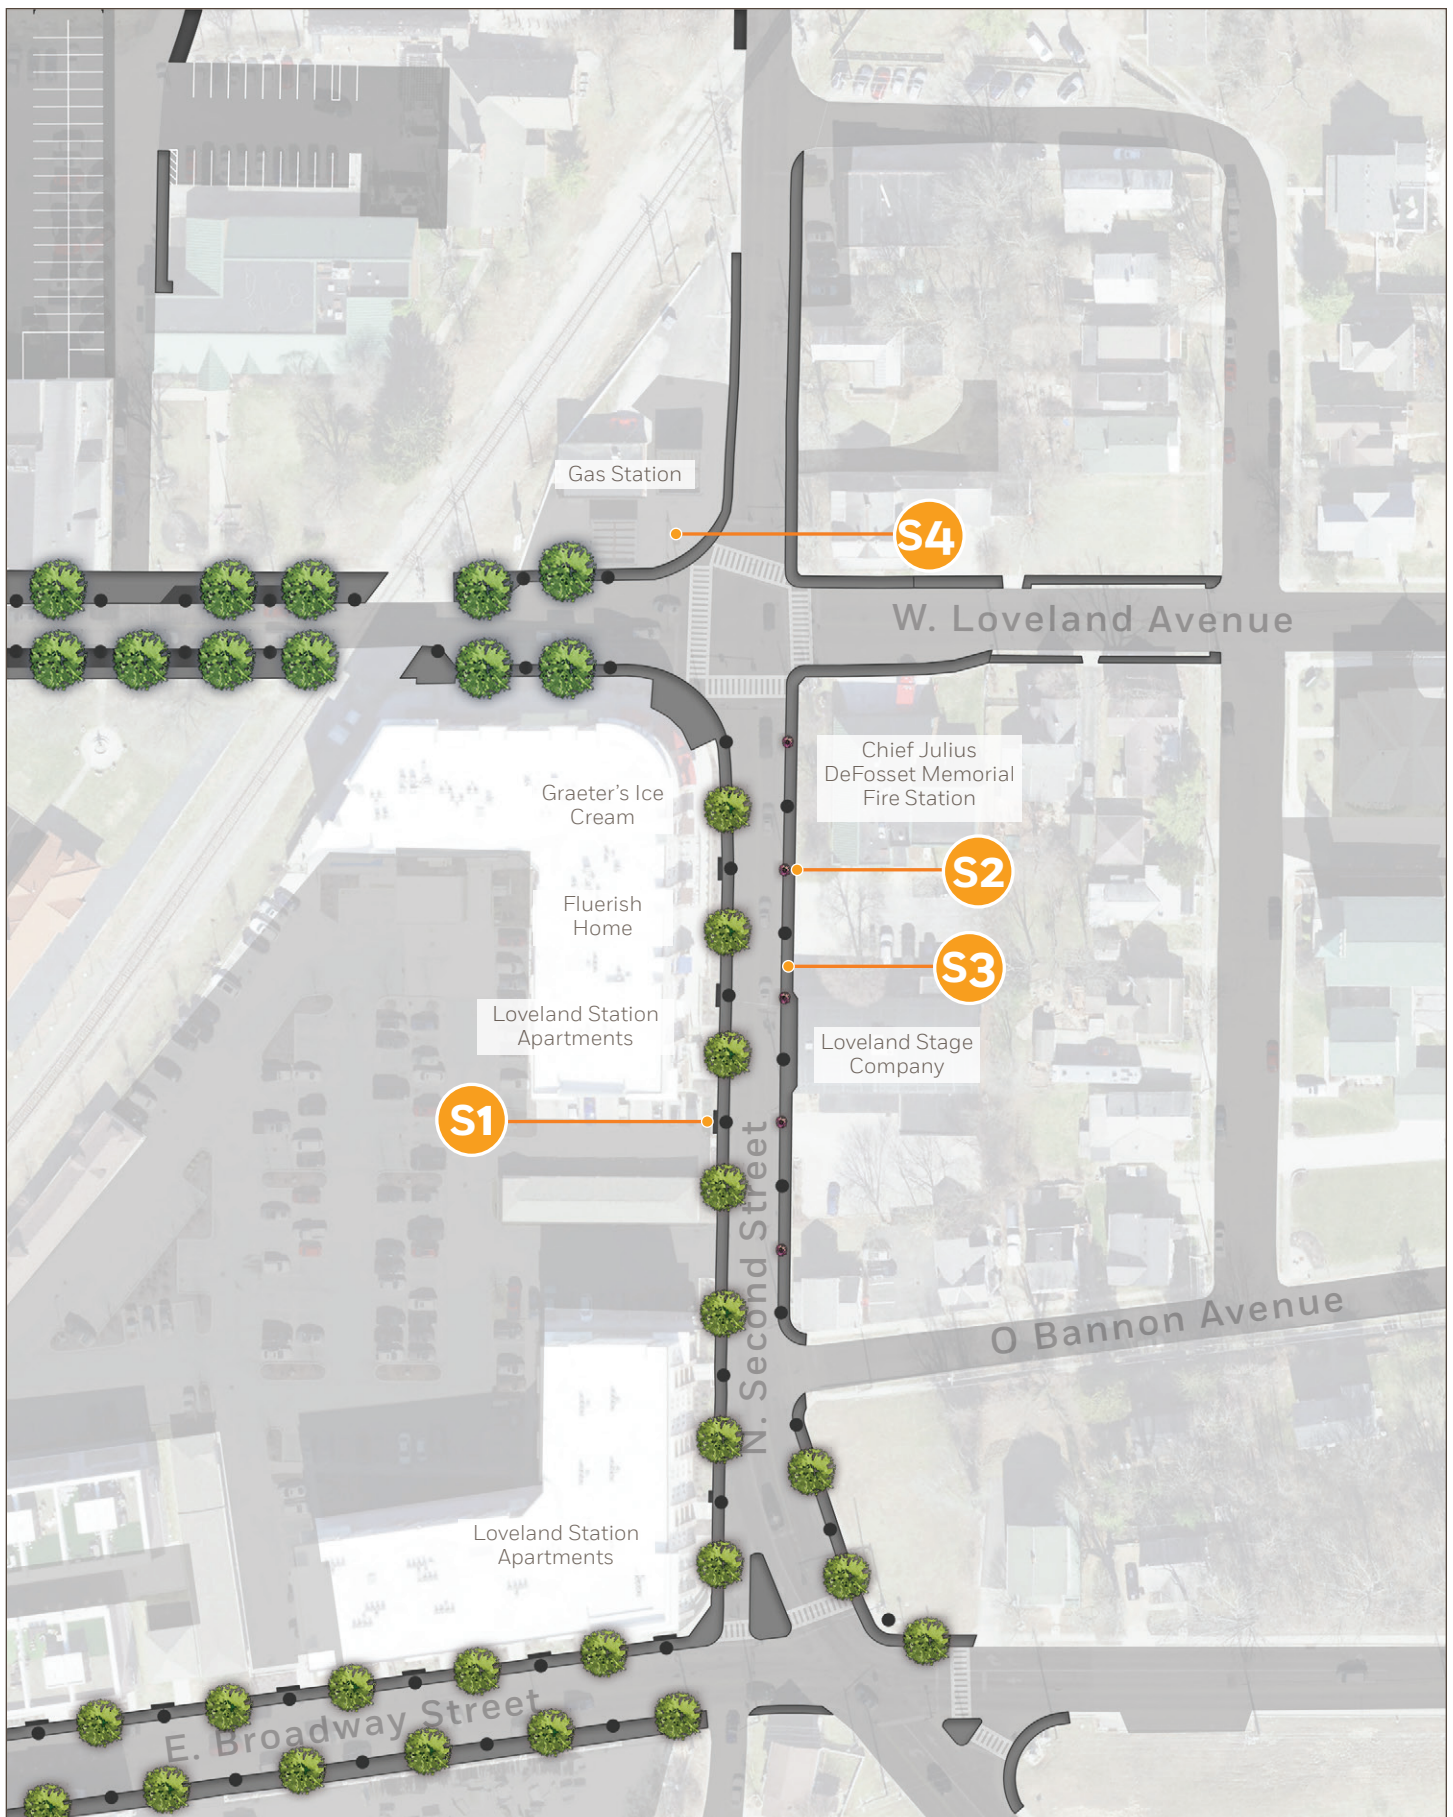 Gas Station
S4
W. Loveland Avenue
Chief Julius
DeFosset Memorial
Fire Station
Graeter's Ice
Cream
S2
Fluerish
Home
S3
Loveland Station
Apartments
Loveland Stage
Company
S1
N. Second Street
O Bannon Avenue
Loveland Station
Apartments
E. Broadway Street